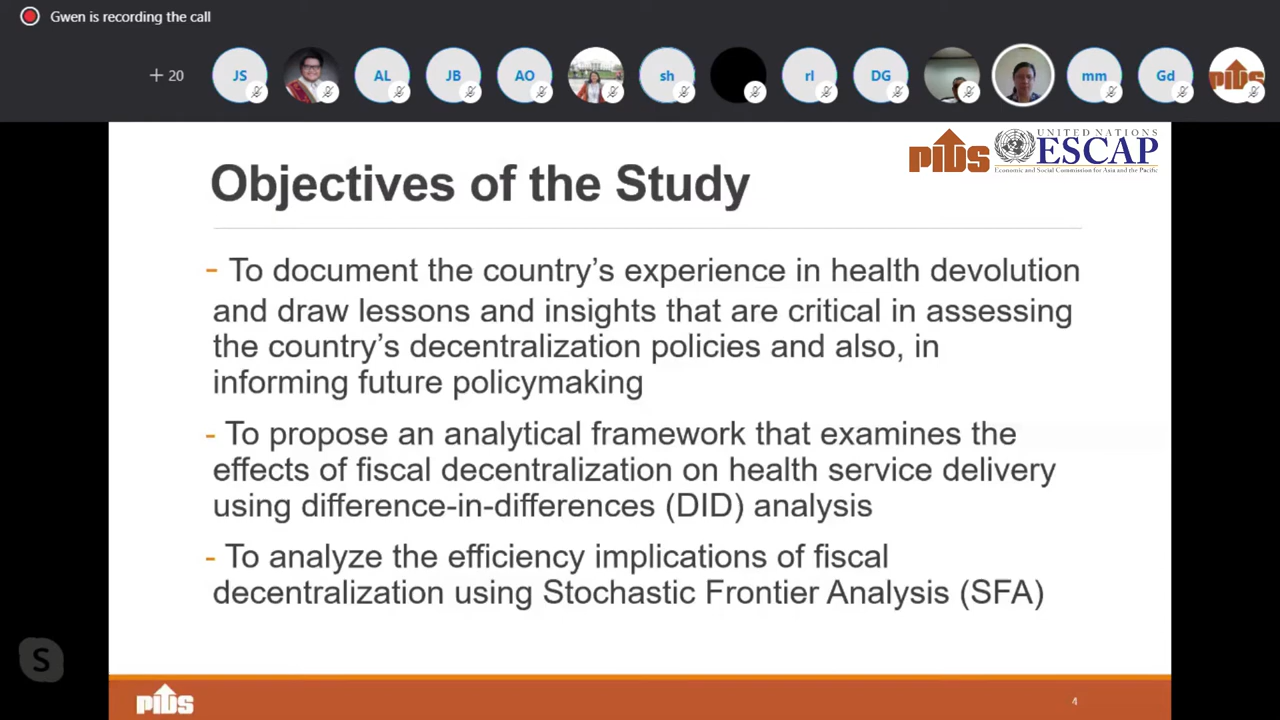 Gwen is recording the call
+ 20
JS
AL
JB
AO
sh
rl
DG
mm
Gd
PIDS
PIDS
UNITED NATIONS
ESCAP
Economic and Social Commission for Asia and the Pacific
Objectives of the Study
- To document the country’s experience in health devolution
and draw lessons and insights that are critical in assessing
the country’s decentralization policies and also, in
informing future policymaking
- To propose an analytical framework that examines the
effects of fiscal decentralization on health service delivery
using difference-in-differences (DID) analysis
- To analyze the efficiency implications of fiscal
decentralization using Stochastic Frontier Analysis (SFA)
S
PIDS
4